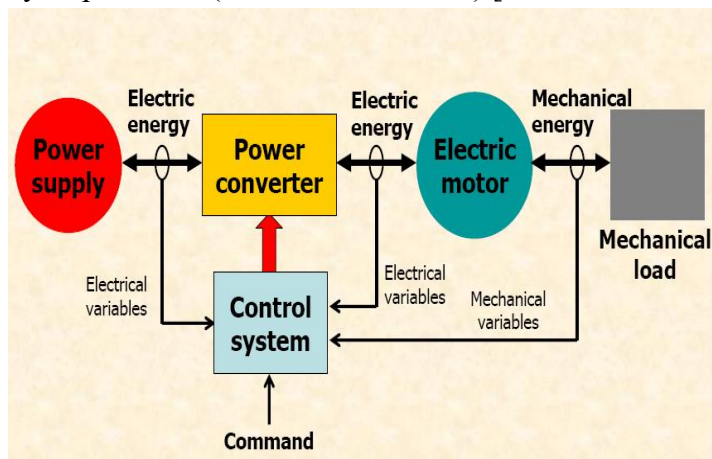 Electric
energy
Electric
energy
Mechanical
energy
Power
supply
Power
converter
Electric
motor
Mechanical
load
Electrical
variables
Electrical
variables
Mechanical
variables
Control
system
Command